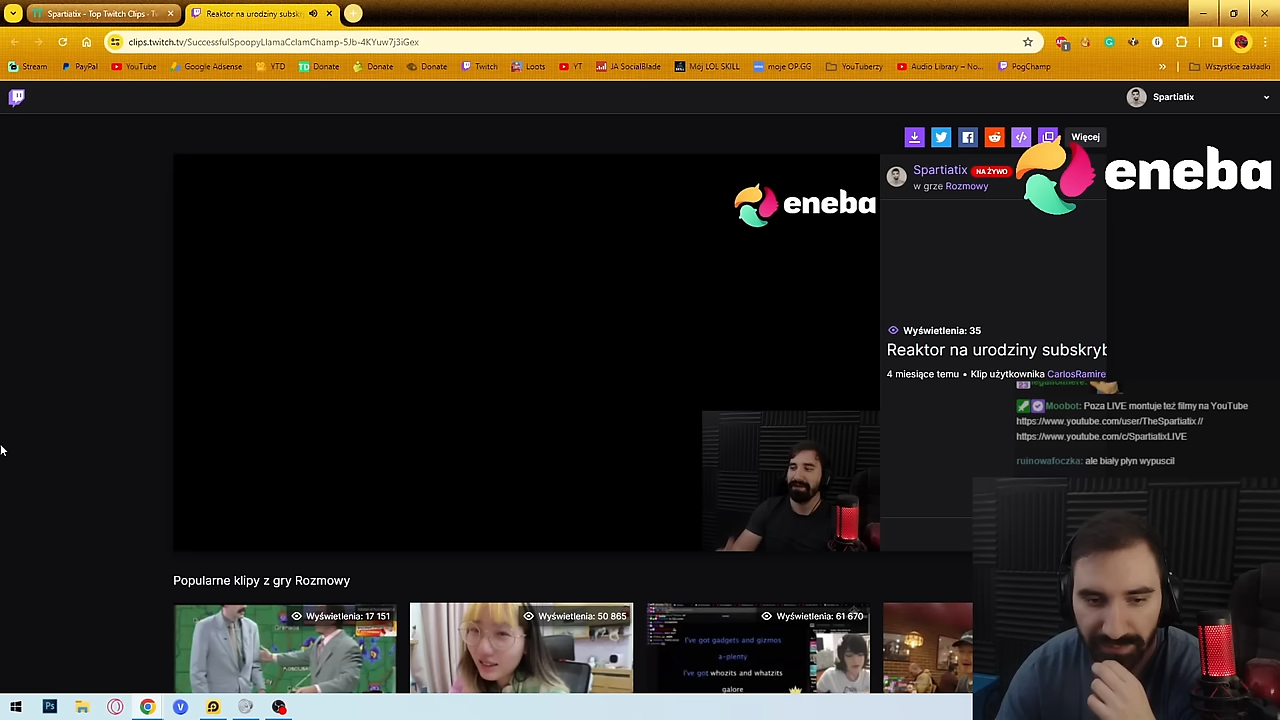 Spartiatix - Top Twitch Clips - T
Reaktor na urodziny subskr
clips.twitch.tv/SuccessfulSpoopyLlamaCclamChamp-5Jb-4KYuw7j3iGex
Stream
PayPal
YouTube
Google Adsense
YTD
Donate
Donate
Donate
Twitch
Loots
YT
JA SocialBlade
Mój LOL SKILL
moje OP.GG
YouTuberzy
Audio Library – No...
PogChamp
»
Wszystkie zakładki
Spartiatix
Więcej
eneba
eneba
Spartiatix NA ŻYWO
w grze Rozmowy
Wyświetlenia: 35
Reaktor na urodziny subskryb
4 miesiące temu • Klip użytkownika CarlosRamire
Moobot: Poza LIVE montuje też filmy na YouTube
https://www.youtube.com/user/TheSpartiatix //
https://www.youtube.com/c/SpartiatixLIVE
ruinowafoczka: ale biały płyn wypuscil
Popularne klipy z gry Rozmowy
Wyświetlenia: 17 151
Wyświetlenia: 50 865
Wyświetlenia: 61 670
I've got gadgets and gizmos
a-plenty
I've got whozits and whatzits
galore